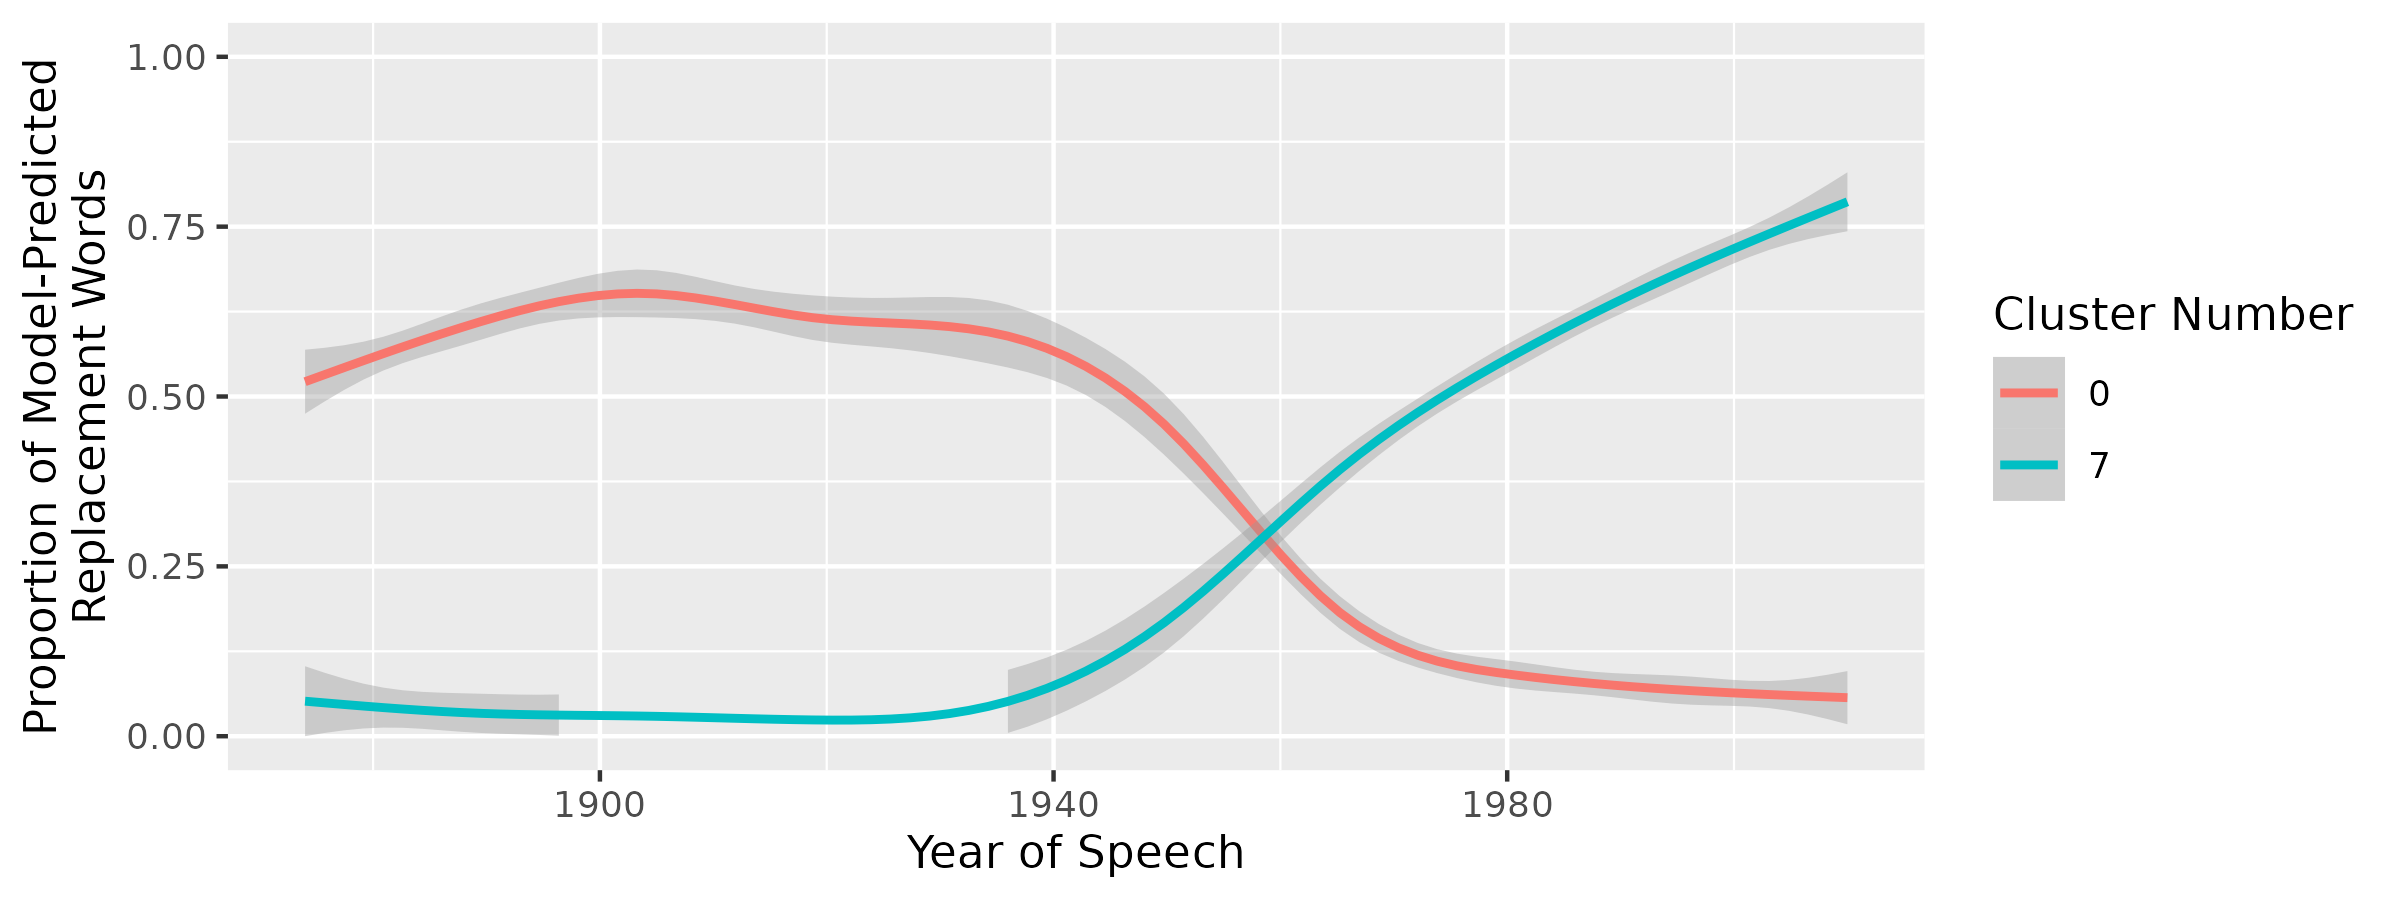 Proportion of Model-Predicted
Replacement Words
1.00
0.75
0.50
0.25
0.00
1900
1940
1980
Year of Speech
Cluster Number
0
7